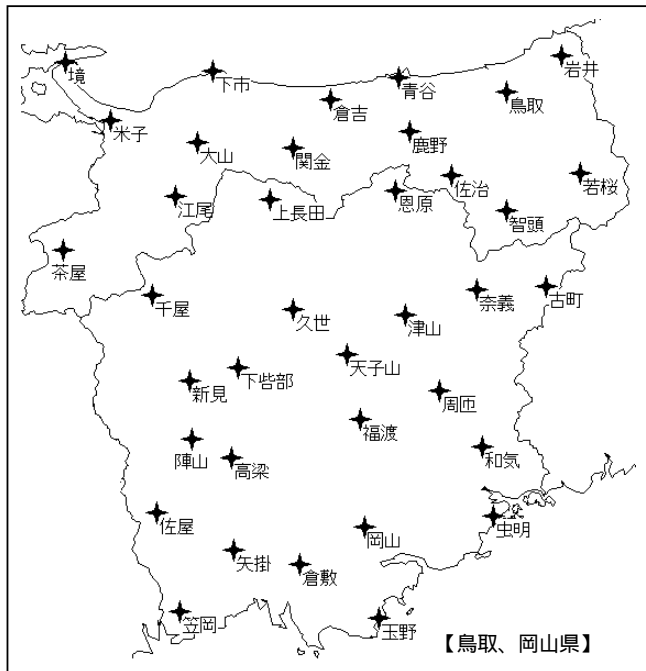 境
下市
青谷
岩井
倉吉
鳥取
米子
大山
鹿野
関金
佐治
若桜
江尾
上長田
恩原
智頭
茶屋
千屋
奈義
古町
久世
津山
天子山
下呰部
新見
周匝
福渡
和気
陣山
高梁
佐屋
岡山
虫明
矢掛
倉敷
笠岡
玉野
【鳥取、岡山県】